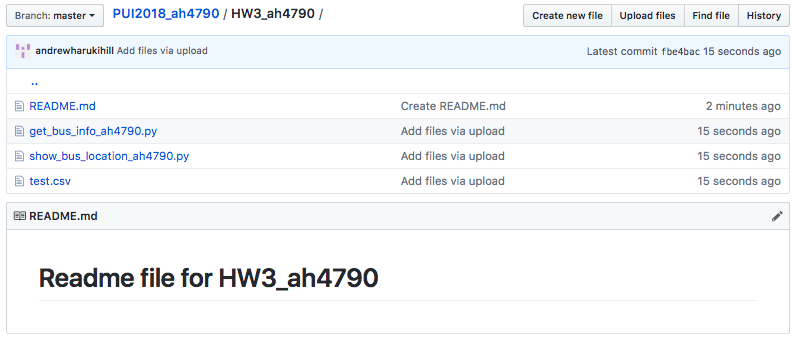 Branch: master PUI2018_ah4790 / HW3_ah4790 / Create new file Upload files Find file History
andrewharukihill Add files via upload Latest commit fbe4bac 15 seconds ago
..
README.md Create README.md 2 minutes ago
get_bus_info_ah4790.py Add files via upload 15 seconds ago
show_bus_location_ah4790.py Add files via upload 15 seconds ago
test.csv Add files via upload 15 seconds ago
README.md
Readme file for HW3_ah4790